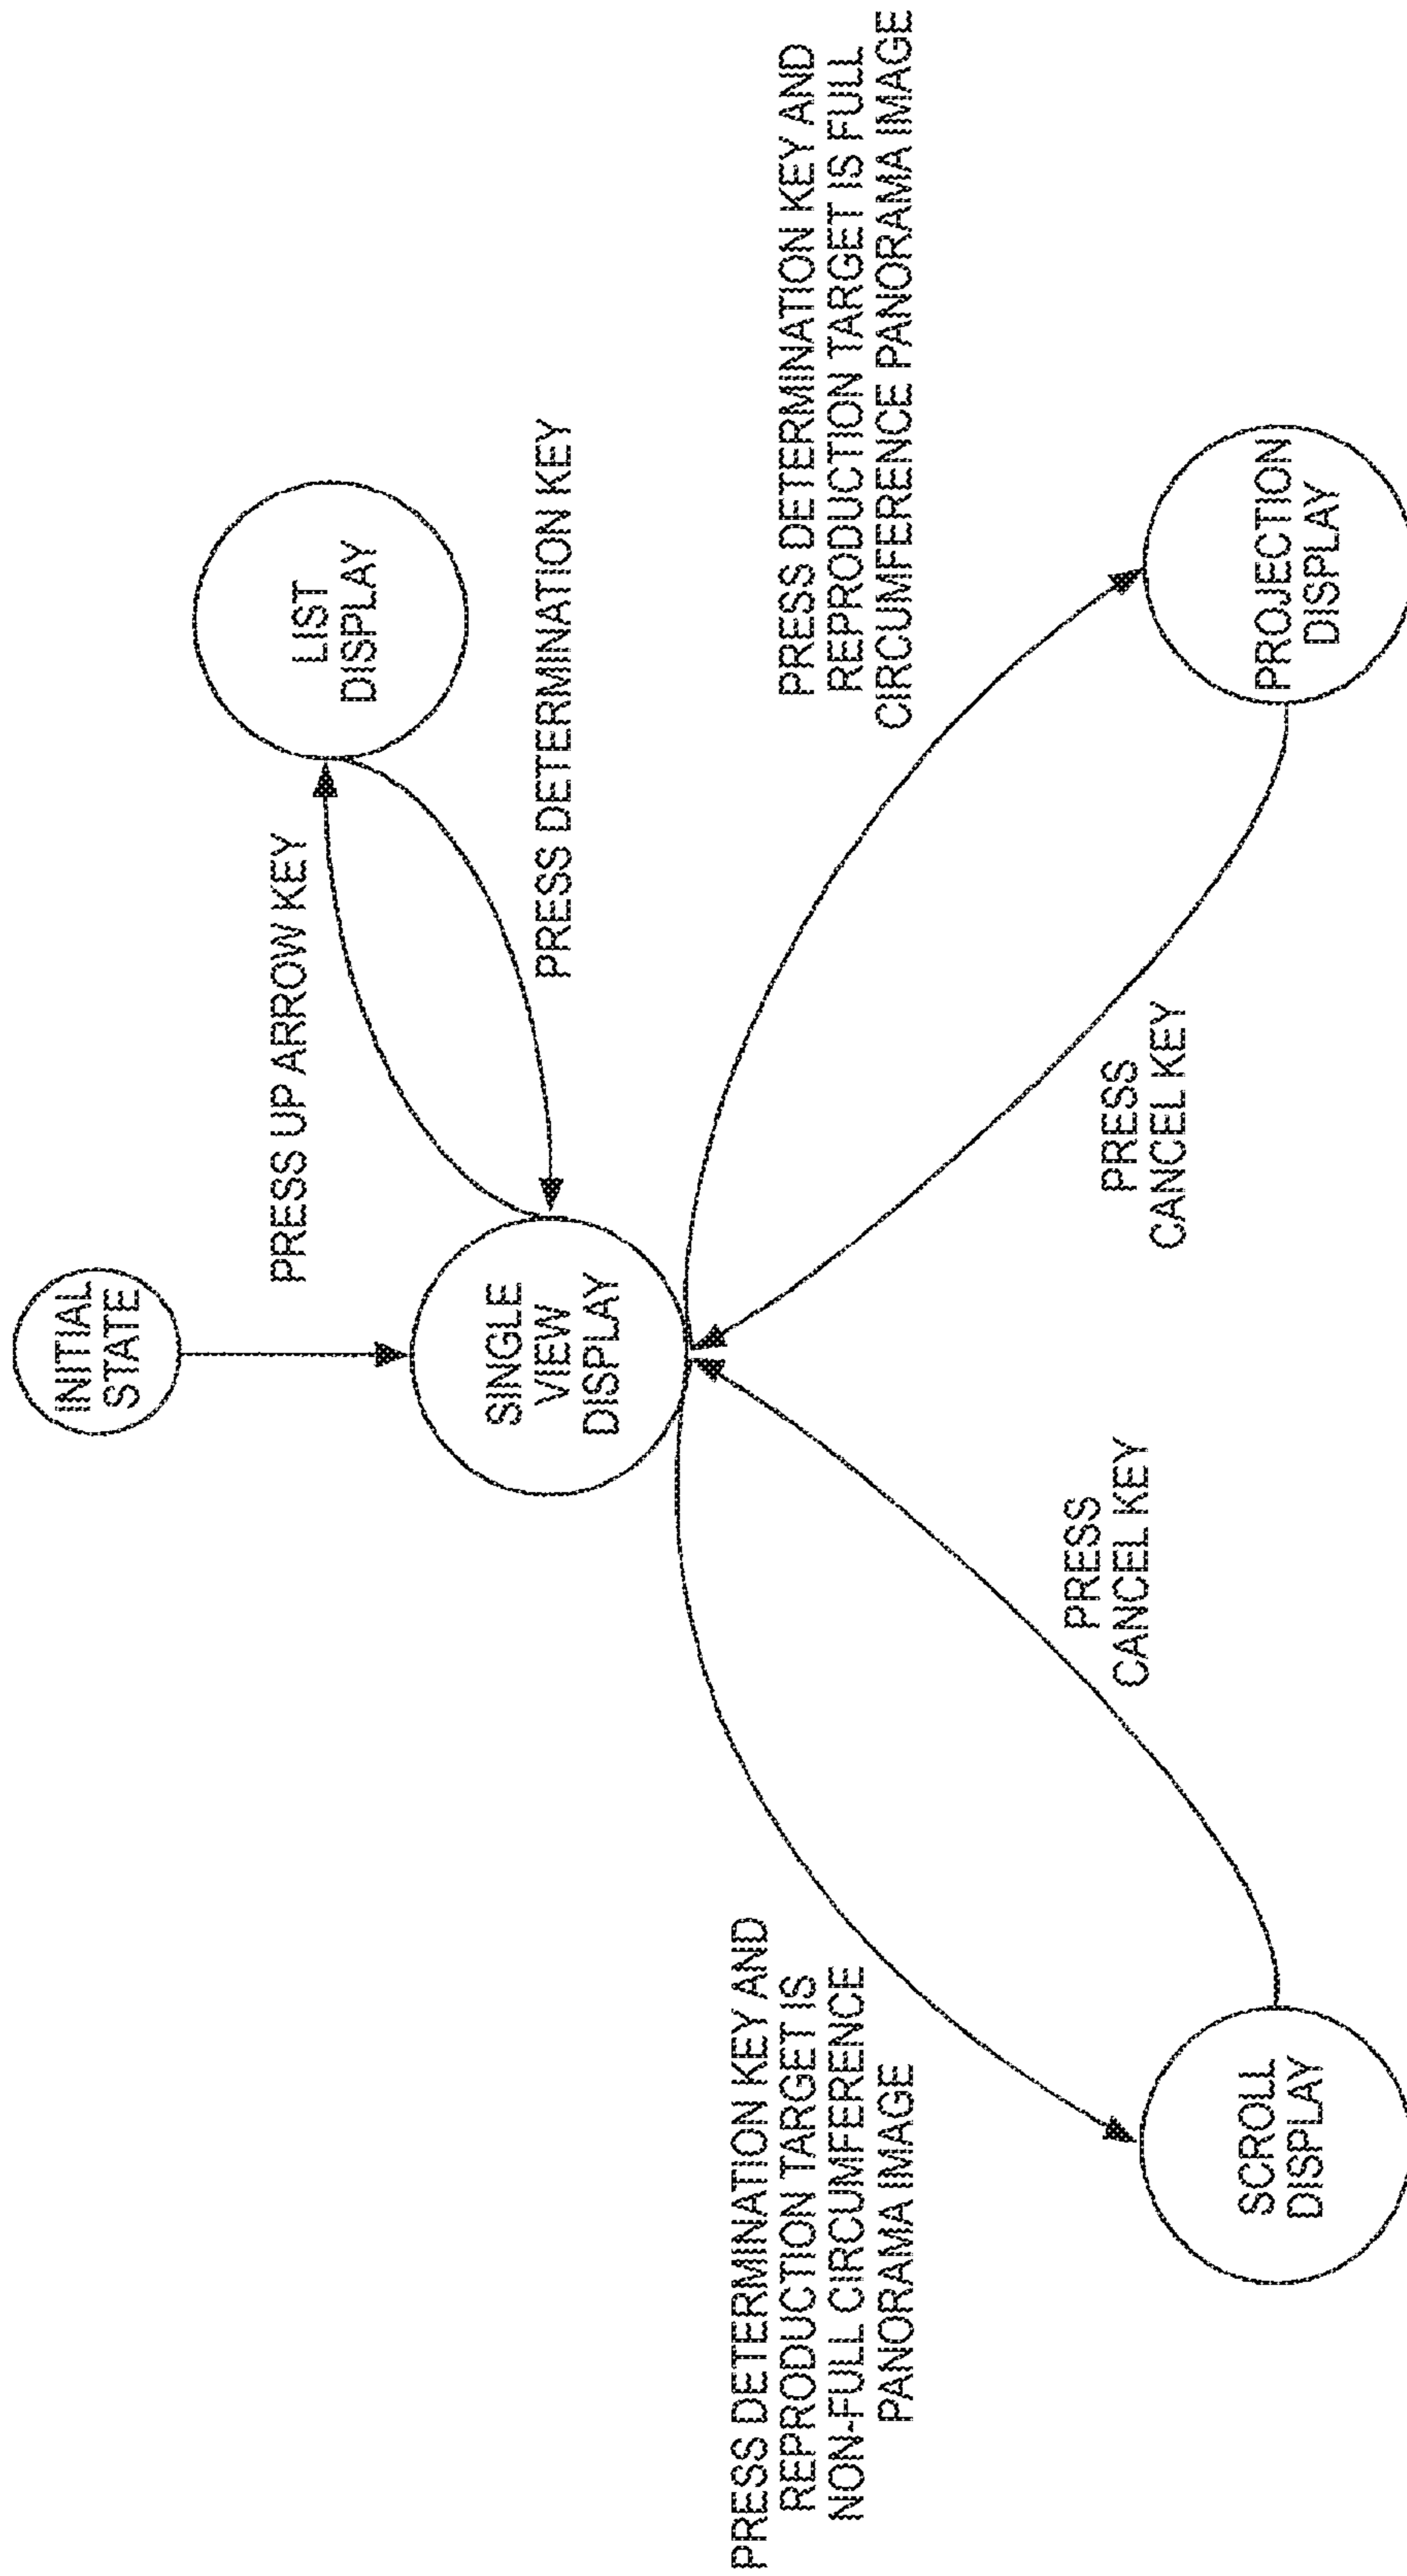 INITIAL
STATE
PRESS UP ARROW KEY
LIST
DISPLAY
SINGLE
VIEW
DISPLAY
PRESS DETERMINATION KEY
PRESS DETERMINATION KEY AND
REPRODUCTION TARGET IS
NON-FULL CIRCUMFERENCE
PANORAMA IMAGE
PRESS DETERMINATION KEY AND
REPRODUCTION TARGET IS FULL
CIRCUMFERENCE PANORAMA IMAGE
PRESS
CANCEL KEY
PRESS
CANCEL KEY
SCROLL
DISPLAY
PROJECTION
DISPLAY